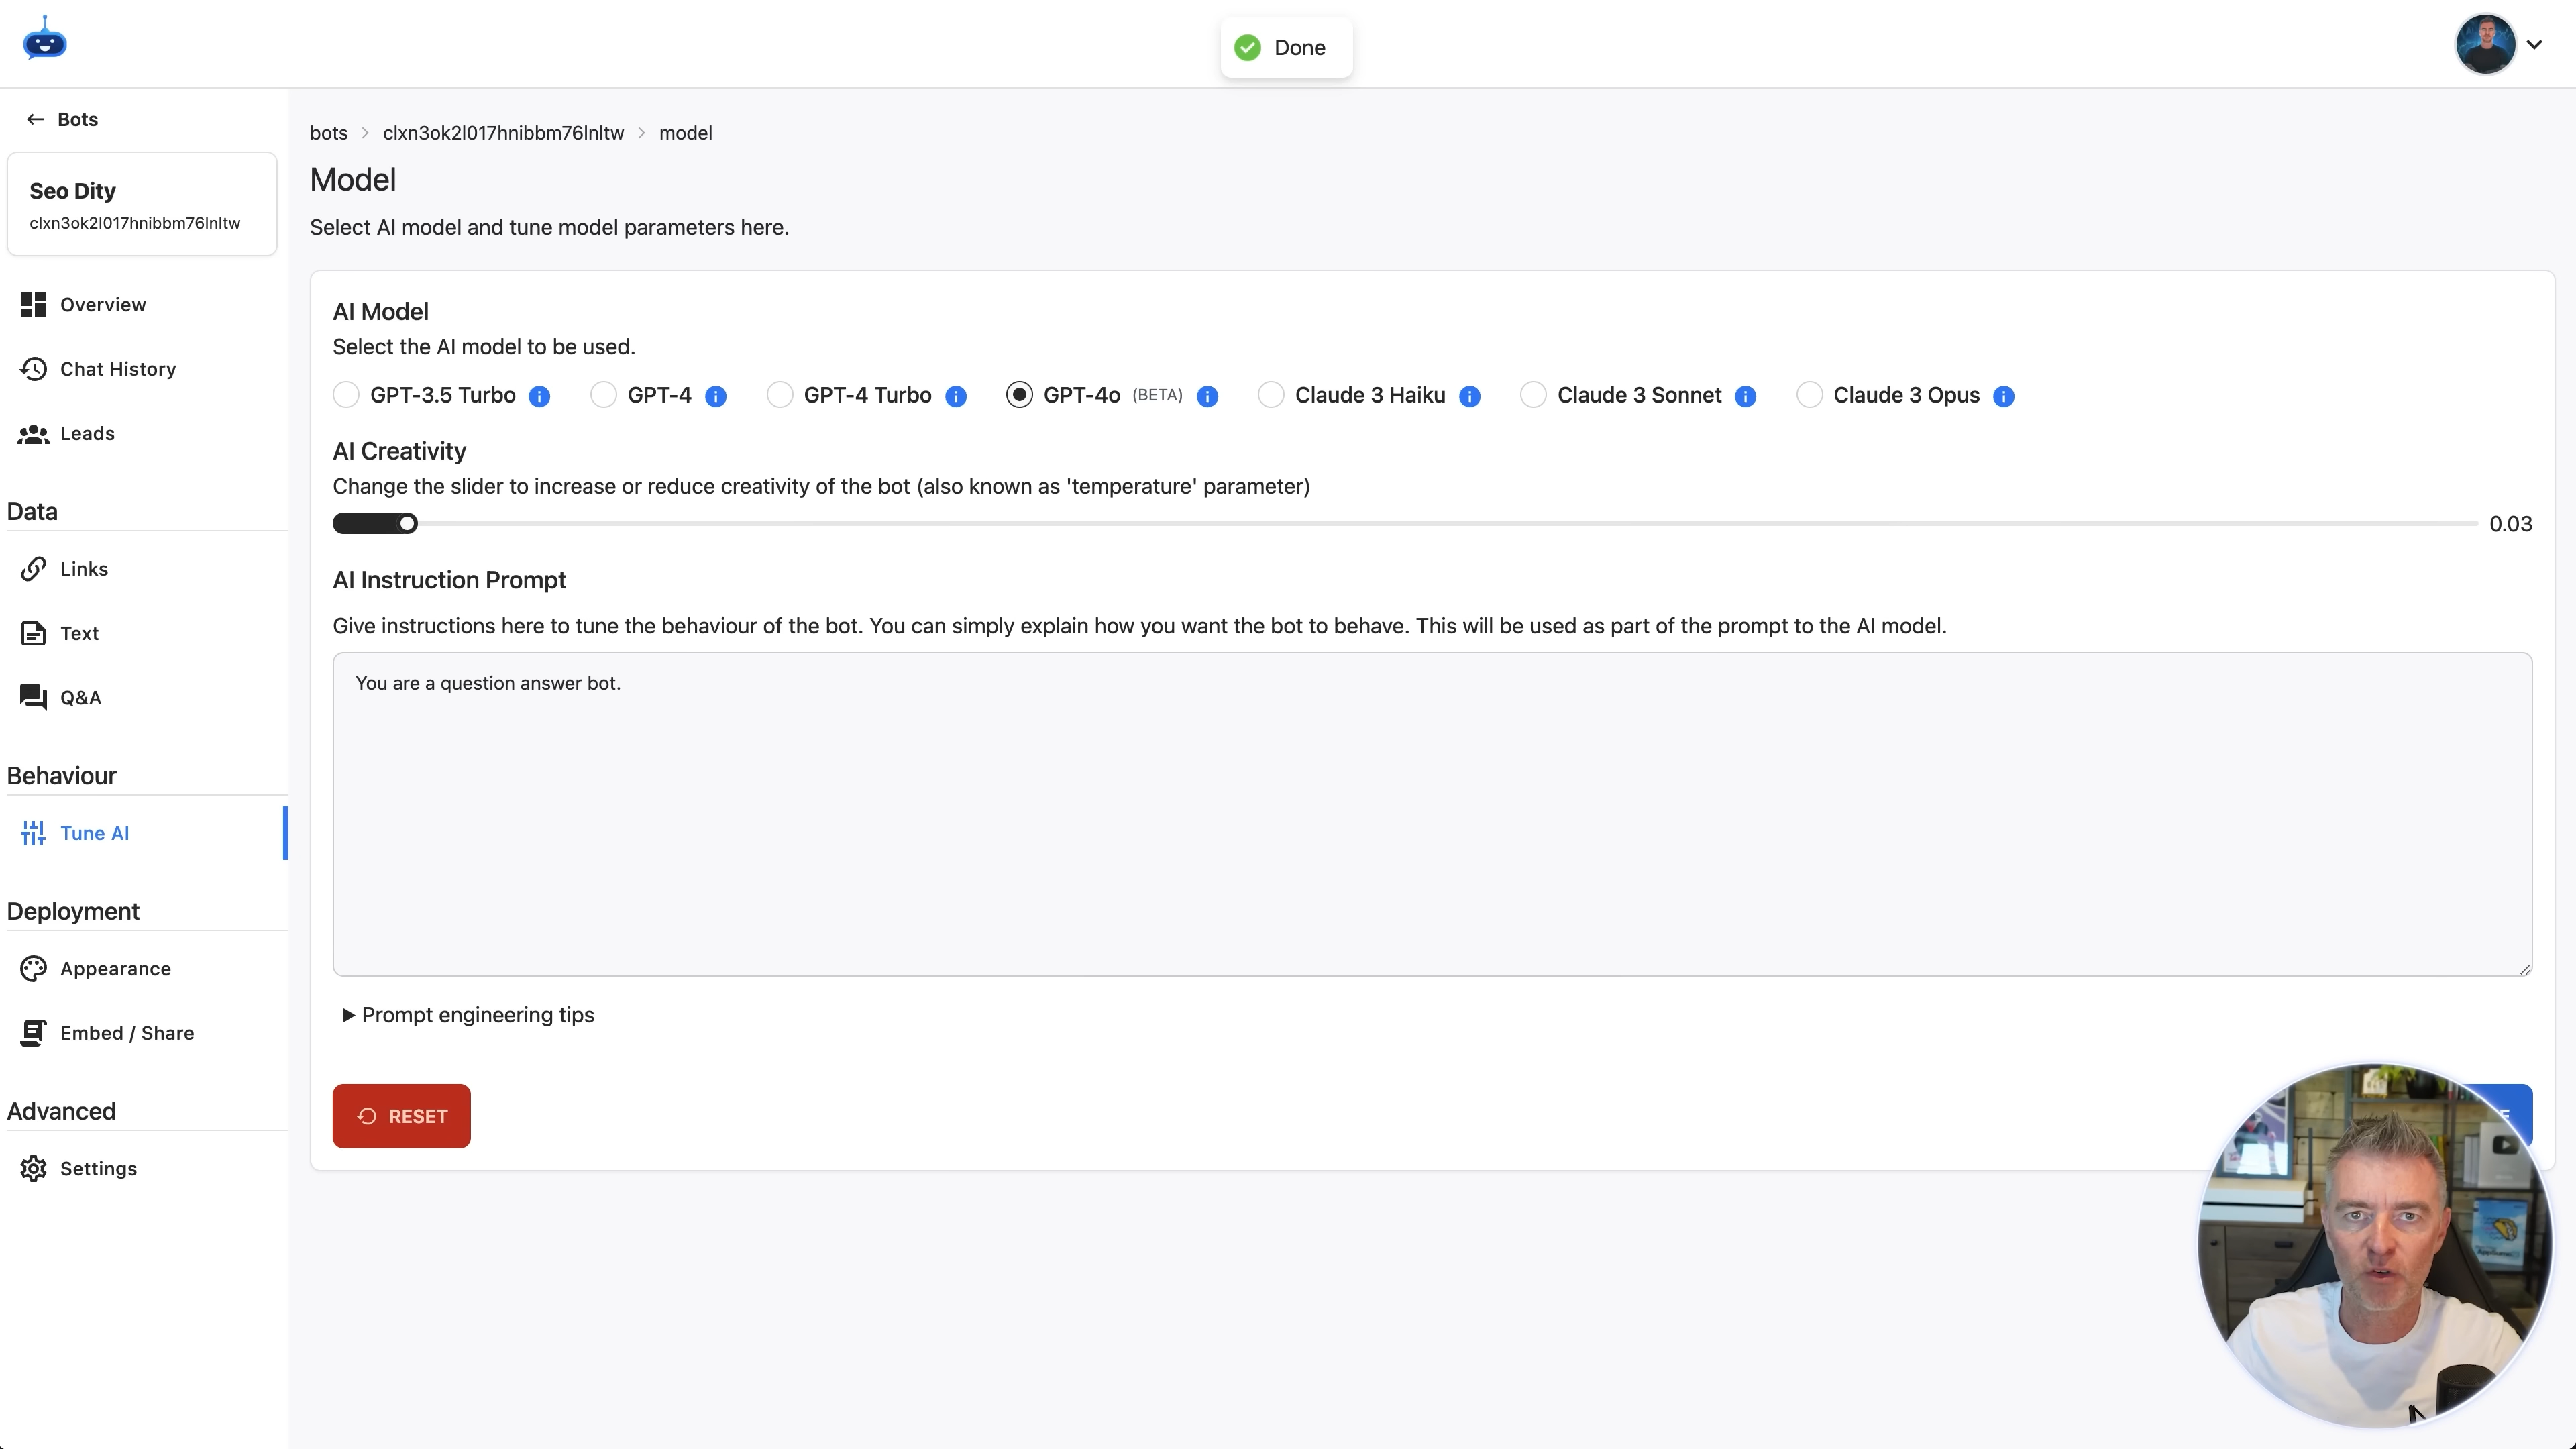 Done
Bots
Seo Dity
clxn3ok2l017hnibbm76lnltw
Overview
Chat History
Leads
Data
Links
Text
Q&A
Behaviour
Tune AI
Deployment
Appearance
Embed / Share
Advanced
Settings
bots > clxn3ok2l017hnibbm76lnltw > model
Model
Select AI model and tune model parameters here.
AI Model
Select the AI model to be used.
GPT-3.5 Turbo GPT-4 GPT-4 Turbo GPT-4o (BETA) Claude 3 Haiku Claude 3 Sonnet Claude 3 Opus
AI Creativity
Change the slider to increase or reduce creativity of the bot (also known as 'temperature' parameter)
0.03
AI Instruction Prompt
Give instructions here to tune the behaviour of the bot. You can simply explain how you want the bot to behave. This will be used as part of the prompt to the AI model.
You are a question answer bot.
Prompt engineering tips
RESET